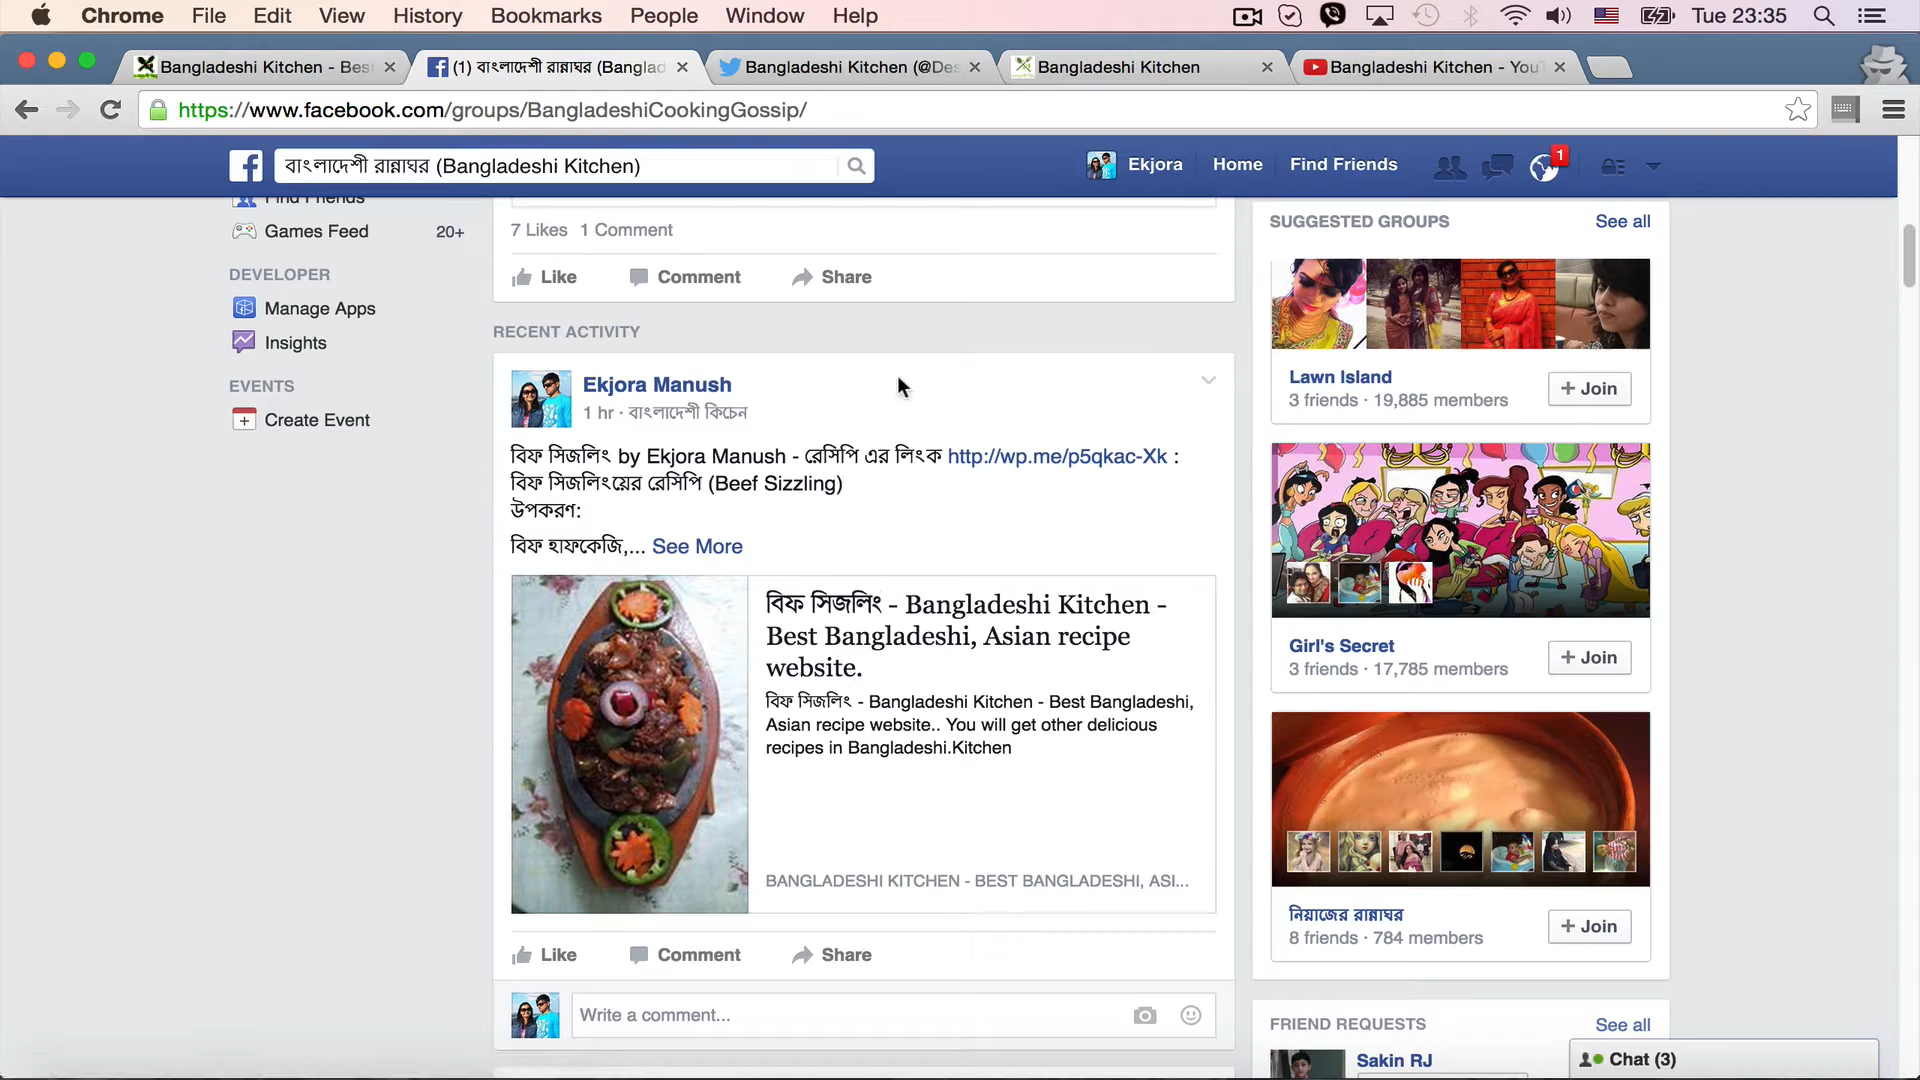 Chrome File Edit View History Bookmarks People Window Help Tue 23:35
Bangladeshi Kitchen - Bes
(1) বাংলাদেশী রান্নাঘর (Banglad
Bangladeshi Kitchen (@Des
Bangladeshi Kitchen
Bangladeshi Kitchen - YouT
https://www.facebook.com/groups/BangladeshiCookingGossip/
বাংলাদেশী রান্নাঘর (Bangladeshi Kitchen)
Ekjora Home Find Friends 1
Find Friends
Games Feed 20+
DEVELOPER
Manage Apps
Insights
EVENTS
Create Event
7 Likes 1 Comment
Like Comment Share
RECENT ACTIVITY
Ekjora Manush
1 hr · বাংলাদেশী কিচেন
বিফ সিজলিং by Ekjora Manush - রেসিপি এর লিংক http://wp.me/p5qkac-Xk :
বিফ সিজলিংয়ের রেসিপি (Beef Sizzling)
উপকরণ:
বিফ হাফকেজি,... See More
বিফ সিজলিং - Bangladeshi Kitchen -
Best Bangladeshi, Asian recipe
website.
বিফ সিজলিং - Bangladeshi Kitchen - Best Bangladeshi,
Asian recipe website.. You will get other delicious
recipes in Bangladeshi.Kitchen
BANGLADESHI KITCHEN - BEST BANGLADESHI, ASI...
Like Comment Share
Write a comment...
SUGGESTED GROUPS See all
Lawn Island
3 friends · 19,885 members
+ Join
Girl's Secret
3 friends · 17,785 members
+ Join
নিয়াজের রান্নাঘর
8 friends · 784 members
+ Join
FRIEND REQUESTS See all
Sakin RJ
Chat (3)